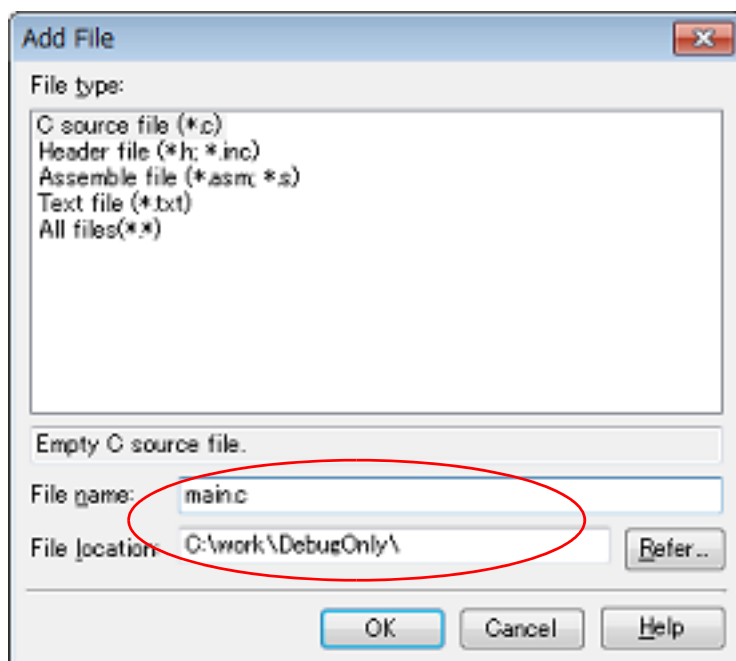 Add File
File type:
C source file (*.c)
Header file (*.h; *.inc)
Assemble file (*.asm; *.s)
Text file (*.txt)
All files(*.*)
Empty C source file.
File name: main.c
File location: C:\work\DebugOnly\ Refer...
OK Cancel Help